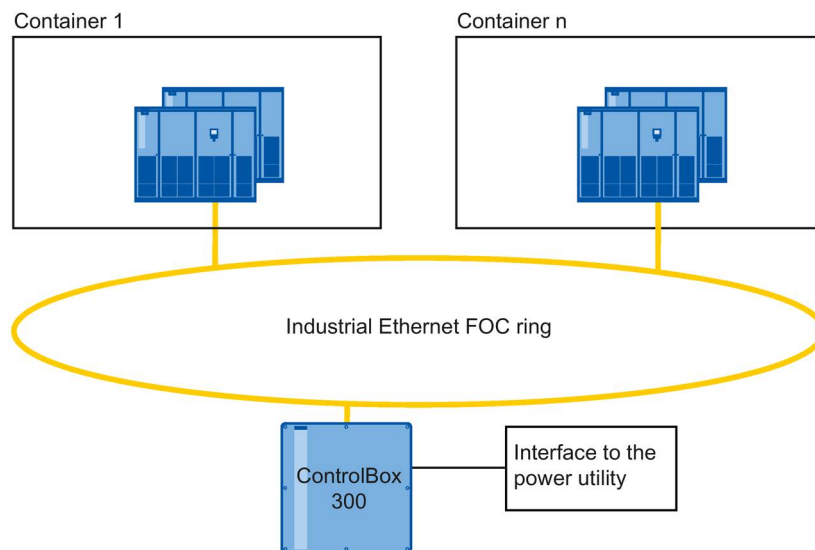 Container 1
Container n
Industrial Ethernet FOC ring
ControlBox
300
Interface to the
power utility